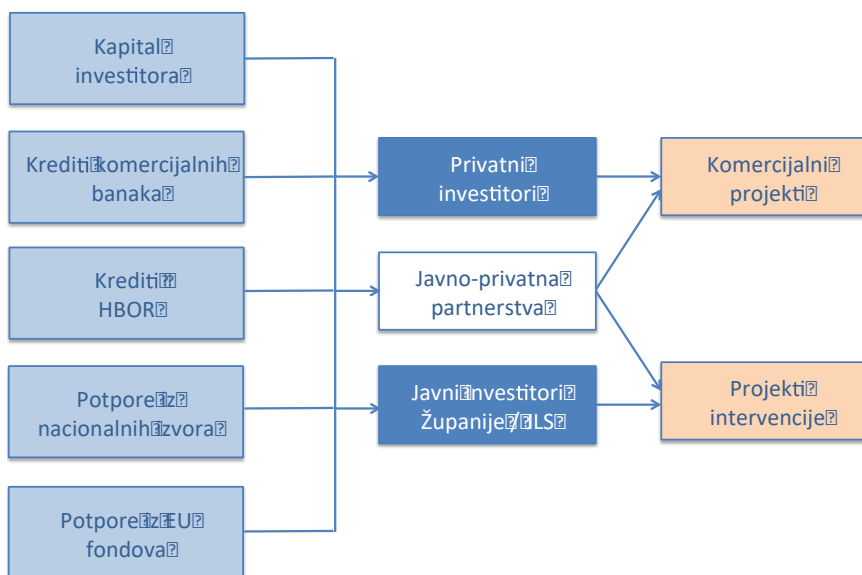 Kapital
investitora
Krediti komercijalnih
banaka
Krediti
HBOR
Potpore iz
nacionalnih izvora
Potpore iz EU
fondova
Privatni
investitori
Javno-privatna
partnerstva
Javni investitori
Županije / JLS
Komercijalni
projekti
Projekti
intervencije